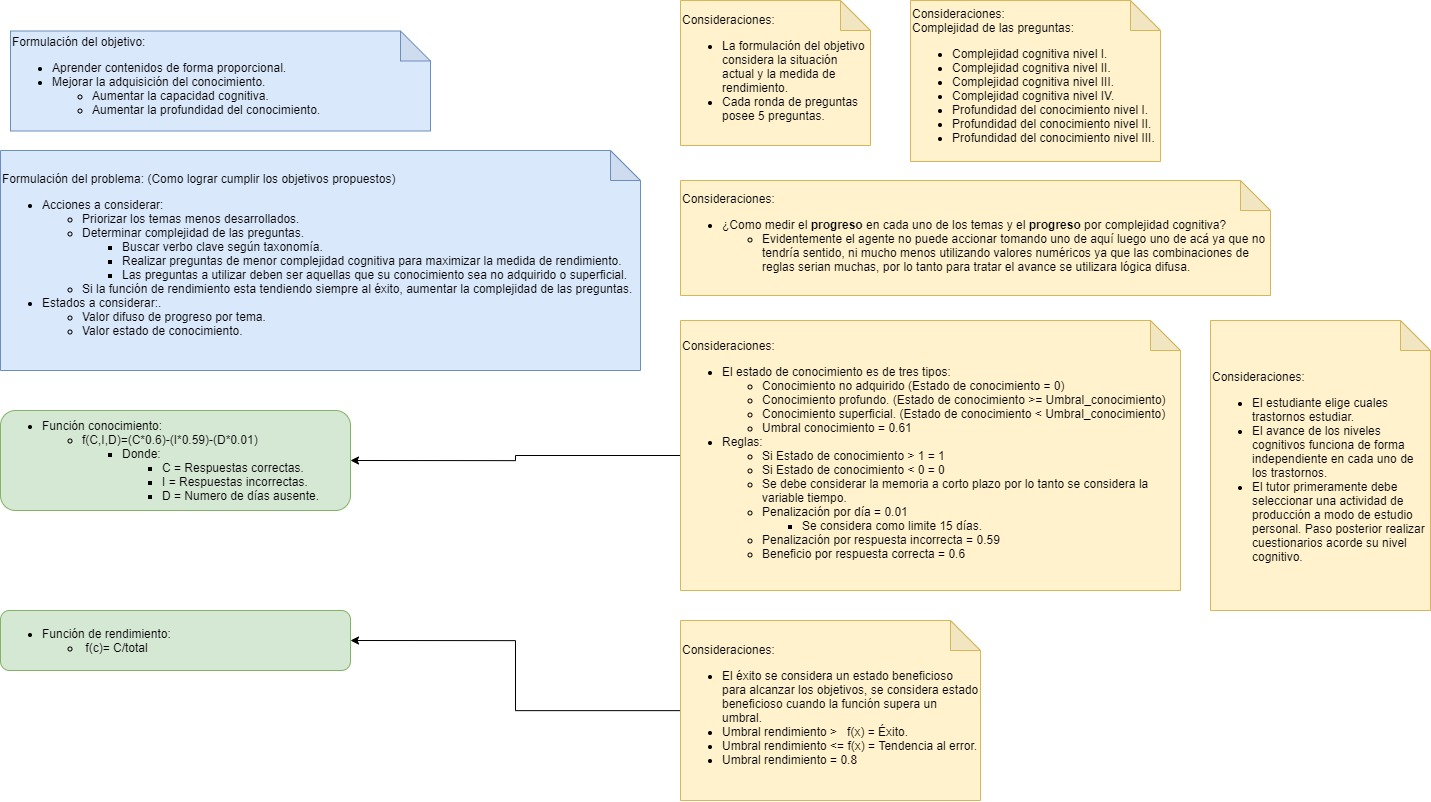 Formulación del objetivo:
Aprender contenidos de forma proporcional.
Mejorar la adquisición del conocimiento.
Aumentar la capacidad cognitiva.
Aumentar la profundidad del conocimiento.
Formulación del problema: (Como lograr cumplir los objetivos propuestos)
Acciones a considerar:
Priorizar los temas menos desarrollados.
Determinar complejidad de las preguntas.
Buscar verbo clave según taxonomía.
Realizar preguntas de menor complejidad cognitiva para maximizar la medida de rendimiento.
Las preguntas a utilizar deben ser aquellas que su conocimiento sea no adquirido o superficial.
Si la función de rendimiento esta tendiendo siempre al éxito, aumentar la complejidad de las preguntas.
Estados a considerar:.
Valor difuso de progreso por tema.
Valor estado de conocimiento.
Función conocimiento:
f(C,I,D)=(C*0.6)-(I*0.59)-(D*0.01)
Donde:
C = Respuestas correctas.
I = Respuestas incorrectas.
D = Numero de días ausente.
Función de rendimiento:
f(c)= C/total
Consideraciones:
La formulación del objetivo
considera la situación
actual y la medida de
rendimiento.
Cada ronda de preguntas
posee 5 preguntas.
Consideraciones:
Complejidad de las preguntas:
Complejidad cognitiva nivel I.
Complejidad cognitiva nivel II.
Complejidad cognitiva nivel III.
Complejidad cognitiva nivel IV.
Profundidad del conocimiento nivel I.
Profundidad del conocimiento nivel II.
Profundidad del conocimiento nivel III.
Consideraciones:
¿Como medir el progreso en cada uno de los temas y el progreso por complejidad cognitiva?
Evidentemente el agente no puede accionar tomando uno de aquí luego uno de acá ya que no
tendría sentido, ni mucho menos utilizando valores numéricos ya que las combinaciones de
reglas serian muchas, por lo tanto para tratar el avance se utilizara lógica difusa.
Consideraciones:
El estado de conocimiento es de tres tipos:
Conocimiento no adquirido (Estado de conocimiento = 0)
Conocimiento profundo. (Estado de conocimiento >= Umbral_conocimiento)
Conocimiento superficial. (Estado de conocimiento < Umbral_conocimiento)
Umbral conocimiento = 0.61
Reglas:
Si Estado de conocimiento > 1 = 1
Si Estado de conocimiento < 0 = 0
Se debe considerar la memoria a corto plazo por lo tanto se considera la
variable tiempo.
Penalización por día = 0.01
Se considera como limite 15 días.
Penalización por respuesta incorrecta = 0.59
Beneficio por respuesta correcta = 0.6
Consideraciones:
El estudiante elige cuales
trastornos estudiar.
El avance de los niveles
cognitivos funciona de forma
independiente en cada uno de
los trastornos.
El tutor primeramente debe
seleccionar una actividad de
producción a modo de estudio
personal. Paso posterior realizar
cuestionarios acorde su nivel
cognitivo.
Consideraciones:
El éxito se considera un estado beneficioso
para alcanzar los objetivos, se considera estado
beneficioso cuando la función supera un
umbral.
Umbral rendimiento > f(x) = Éxito.
Umbral rendimiento <= f(x) = Tendencia al error.
Umbral rendimiento = 0.8